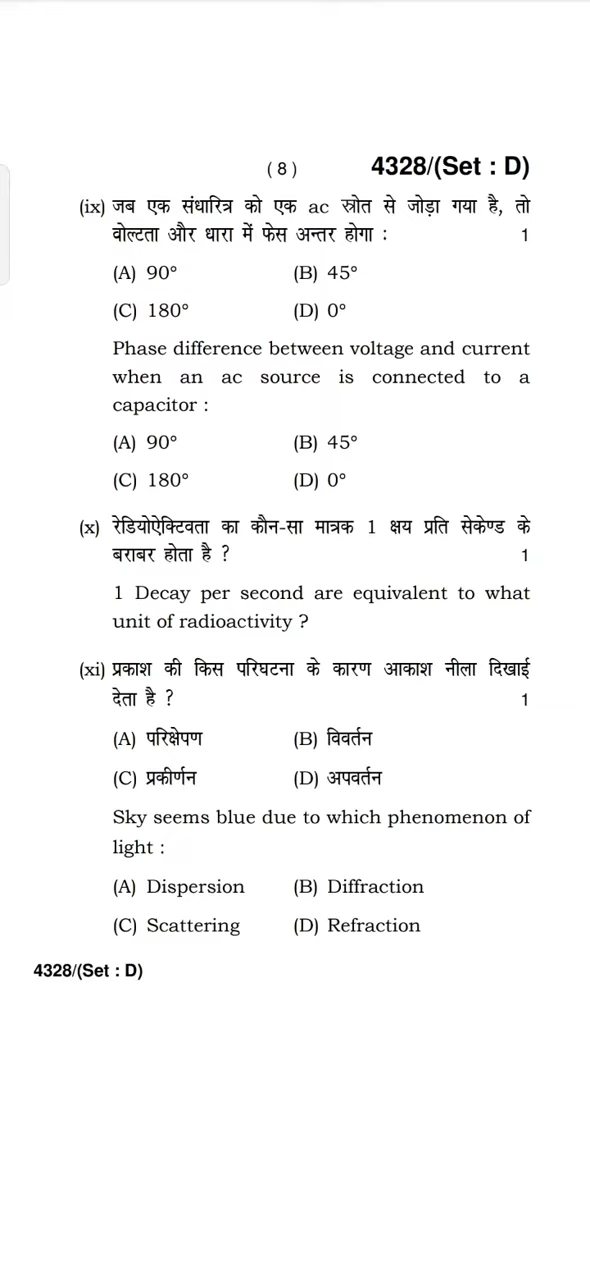 (8) 4328/(Set : D)
(ix) जब एक संधारित्र को एक ac स्रोत से जोड़ा गया है, तो
वोल्टता और धारा में फेस अन्तर होगा : 1
(A) 90° (B) 45°
(C) 180° (D) 0°
Phase difference between voltage and current
when an ac source is connected to a
capacitor :
(A) 90° (B) 45°
(C) 180° (D) 0°
(x) रेडियोऐक्टिवता का कौन-सा मात्रक 1 क्षय प्रति सेकेण्ड के
बराबर होता है ? 1
1 Decay per second are equivalent to what
unit of radioactivity ?
(xi) प्रकाश की किस परिघटना के कारण आकाश नीला दिखाई
देता है ? 1
(A) परिक्षेपण (B) विवर्तन
(C) प्रकीर्णन (D) अपवर्तन
Sky seems blue due to which phenomenon of
light :
(A) Dispersion (B) Diffraction
(C) Scattering (D) Refraction
4328/(Set : D)